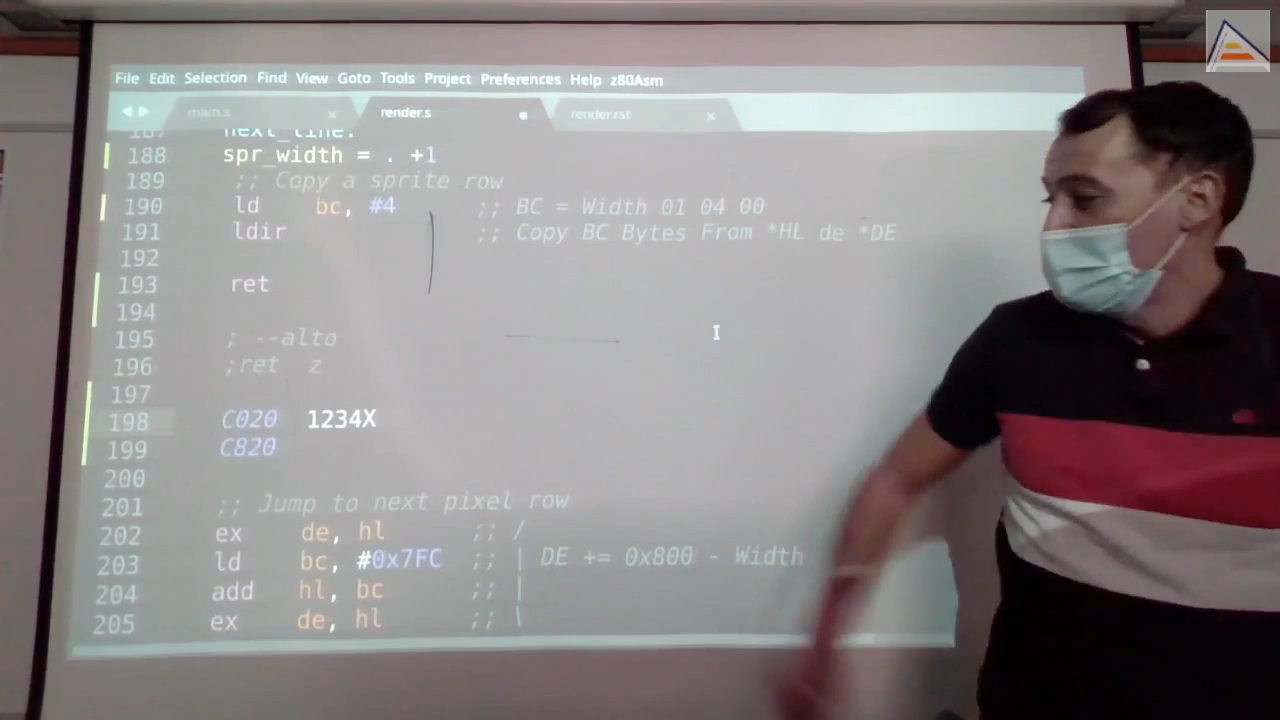 File Edit Selection Find View Goto Tools Project Preferences Help z80Asm
main.s render.s render.rst
187 next_line:
188 spr_width = . +1
189 ;; Copy a sprite row
190 ld bc, #4 ;; BC = Width 01 04 00
191 ldir ;; Copy BC Bytes From *HL de *DE
192
193 ret
194
195 ; --alto
196 ;ret z
197
198 C020 1234X
199 C820
200
201 ;; Jump to next pixel row
202 ex de, hl ;; /
203 ld bc, #0x7FC ;; | DE += 0x800 - Width
204 add hl, bc ;; |
205 ex de, hl ;; \